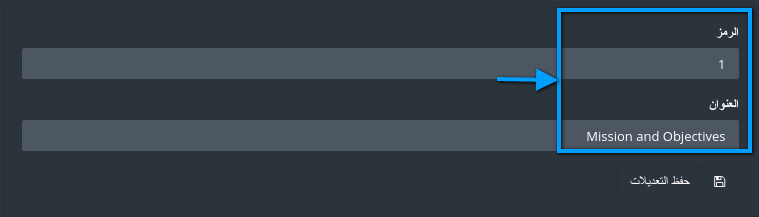 الرمز
1
العنوان
Mission and Objectives
حفظ التعديلات